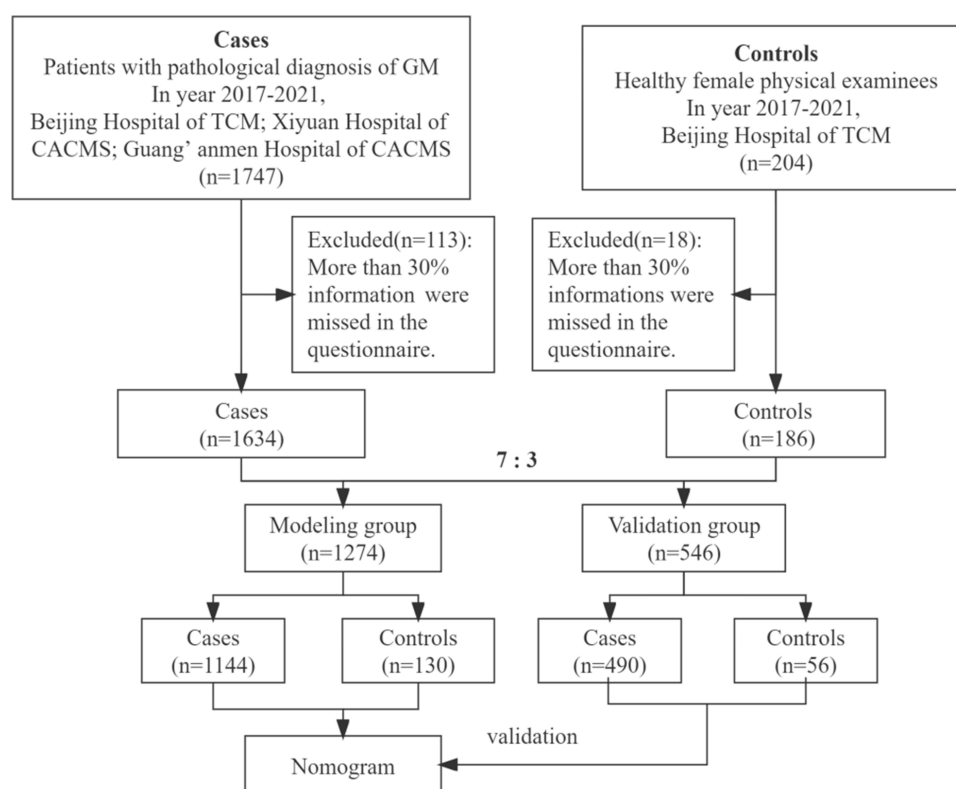 Cases
Patients with pathological diagnosis of GM
In year 2017-2021,
Beijing Hospital of TCM; Xiyuan Hospital of
CACMS; Guang’ anmen Hospital of CACMS
(n=1747)
Controls
Healthy female physical examinees
In year 2017-2021,
Beijing Hospital of TCM
(n=204)
Excluded(n=113):
More than 30%
information were
missed in the
questionnaire.
Excluded(n=18):
More than 30%
informations were
missed in the
questionnaire.
Cases
(n=1634)
Controls
(n=186)
7 : 3
Modeling group
(n=1274)
Validation group
(n=546)
Cases
(n=1144)
Controls
(n=130)
Cases
(n=490)
Controls
(n=56)
validation
Nomogram